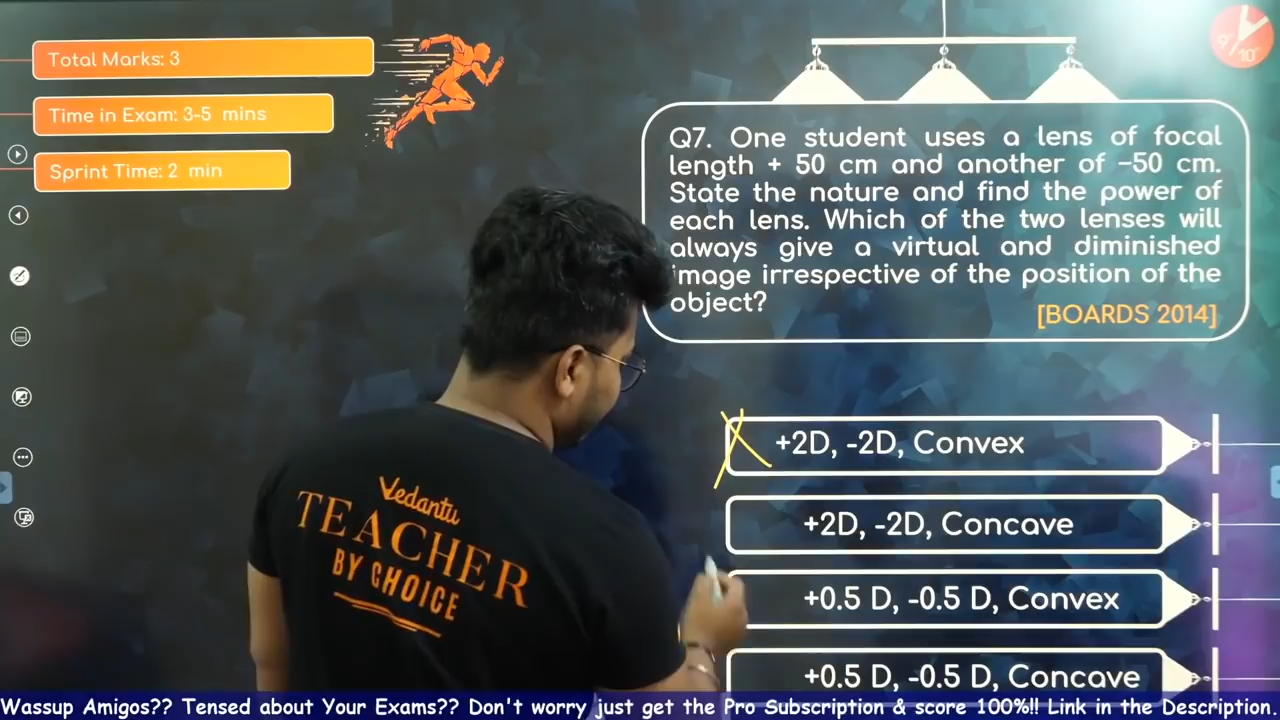 Total Marks: 3
Time in Exam: 3-5 mins
Sprint Time: 2 min
9th
10th
Q7. One student uses a lens of focal
length + 50 cm and another of −50 cm.
State the nature and find the power of
each lens. Which of the two lenses will
always give a virtual and diminished
image irrespective of the position of the
object?
[BOARDS 2014]
+2D, -2D, Convex
+2D, -2D, Concave
+0.5 D, -0.5 D, Convex
+0.5 D, -0.5 D, Concave
Vedantu
TEACHER
BY CHOICE
Wassup Amigos?? Tensed about Your Exams?? Don't worry just get the Pro Subscription & score 100%!! Link in the Description.